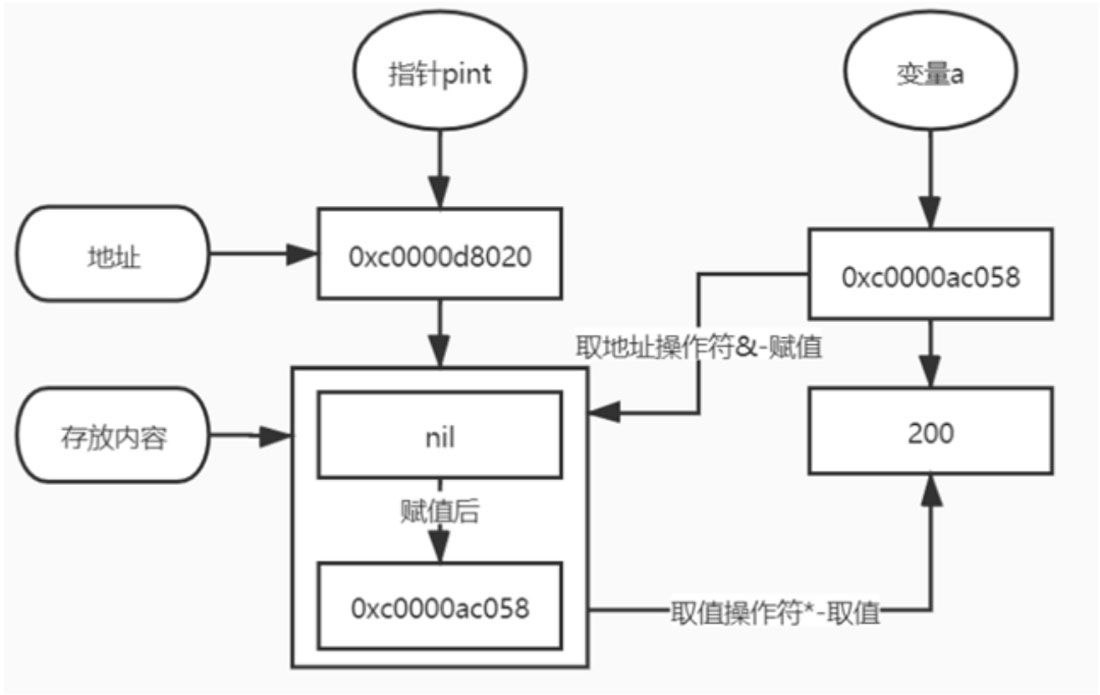 指针pint
变量a
地址
0xc0000d8020
0xc0000ac058
取地址操作符&-赋值
存放内容
nil
200
赋值后
0xc0000ac058
取值操作符*-取值